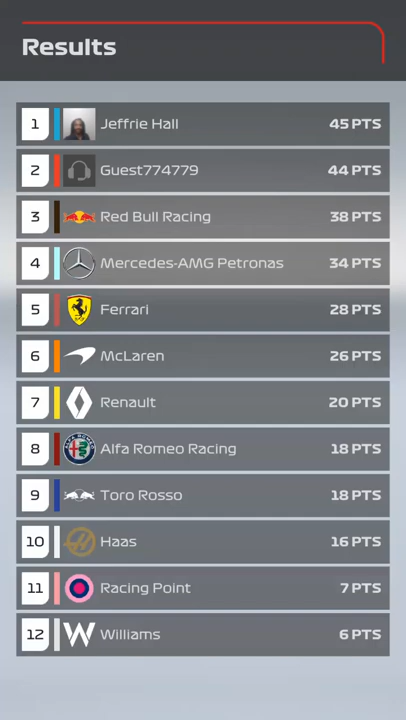 Results
1 Jeffrie Hall 45 PTS
2 Guest774779 44 PTS
3 Red Bull Racing 38 PTS
4 Mercedes-AMG Petronas 34 PTS
5 Ferrari 28 PTS
6 McLaren 26 PTS
7 Renault 20 PTS
8 Alfa Romeo Racing 18 PTS
9 Toro Rosso 18 PTS
10 Haas 16 PTS
11 Racing Point 7 PTS
12 Williams 6 PTS